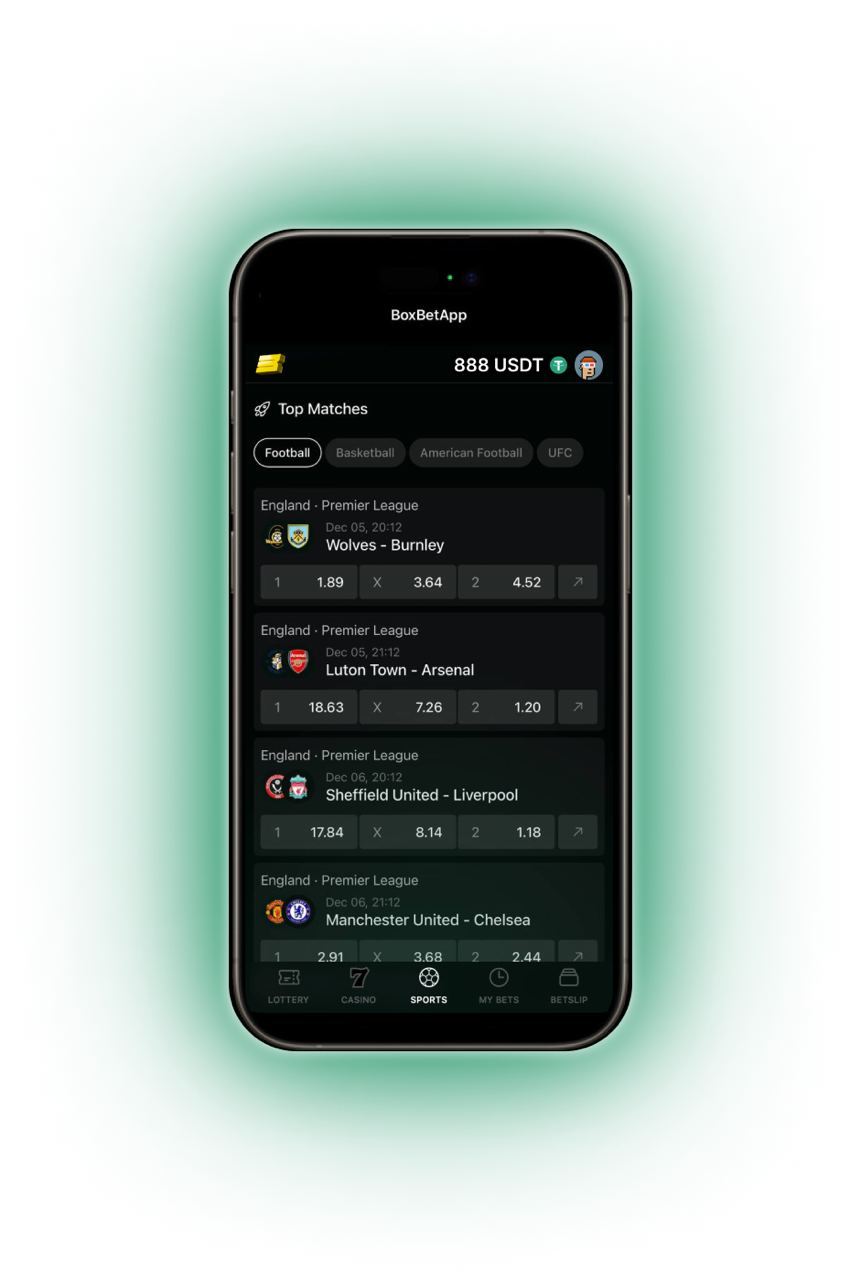 BoxBetApp
888 USDT
Top Matches
Football Basketball American Football UFC
England · Premier League
Dec 05, 20:12
Wolves - Burnley
1 1.89 X 3.64 2 4.52
England · Premier League
Dec 05, 21:12
Luton Town - Arsenal
1 18.63 X 7.26 2 1.20
England · Premier League
Dec 06, 20:12
Sheffield United - Liverpool
1 17.84 X 8.14 2 1.18
England · Premier League
Dec 06, 21:12
Manchester United - Chelsea
1 2.91 X 3.68 2 2.44
LOTTERY CASINO SPORTS MY BETS BETSLIP